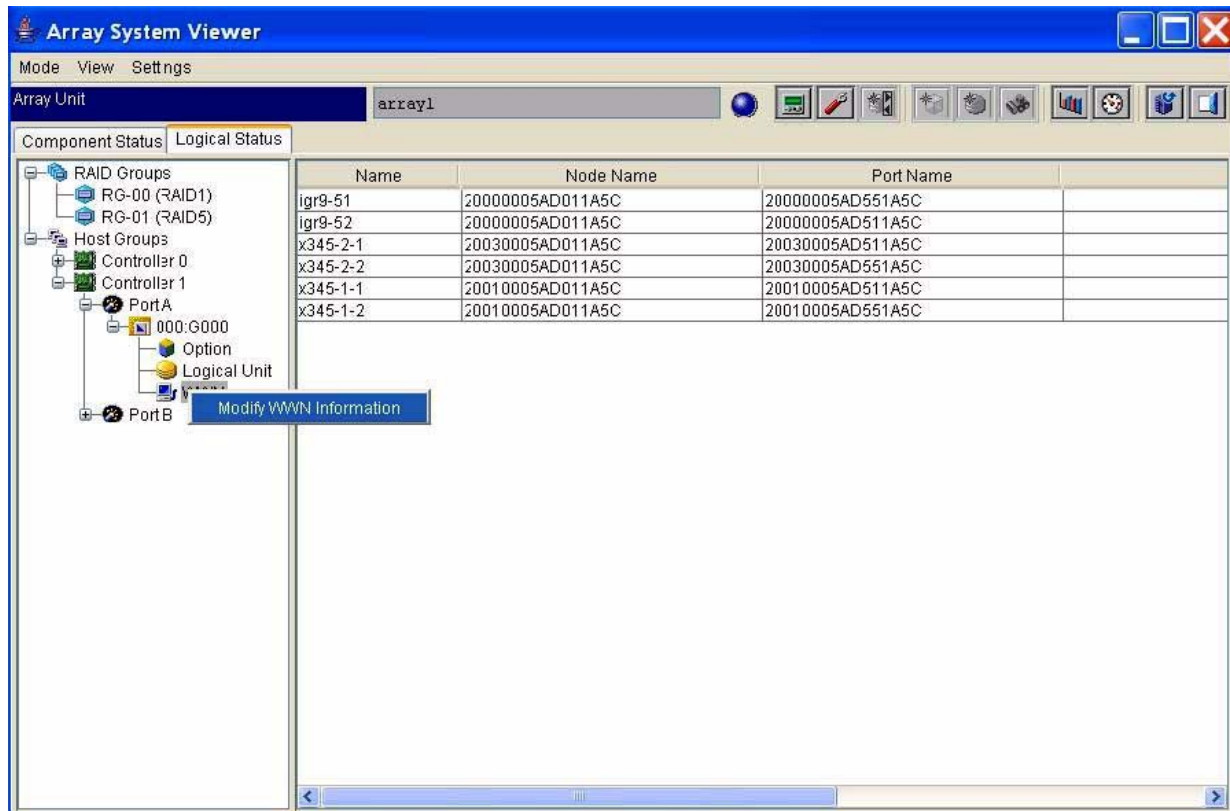 Array System Viewer
Mode View Settngs
Array Unit
array1
Component Status Logical Status
RAID Groups
RG-00 (RAID1)
RG-01 (RAID5)
Host Groups
Controller 0
Controller 1
PortA
000:G000
Option
Logical Unit
PortB
Modify WWN Information
Name Node Name Port Name
igr9-51 20000005AD011A5C 20000005AD551A5C
igr9-52 20000005AD011A5C 20000005AD511A5C
x345-2-1 20030005AD011A5C 20030005AD511A5C
x345-2-2 20030005AD011A5C 20030005AD551A5C
x345-1-1 20010005AD011A5C 20010005AD511A5C
x345-1-2 20010005AD011A5C 20010005AD551A5C